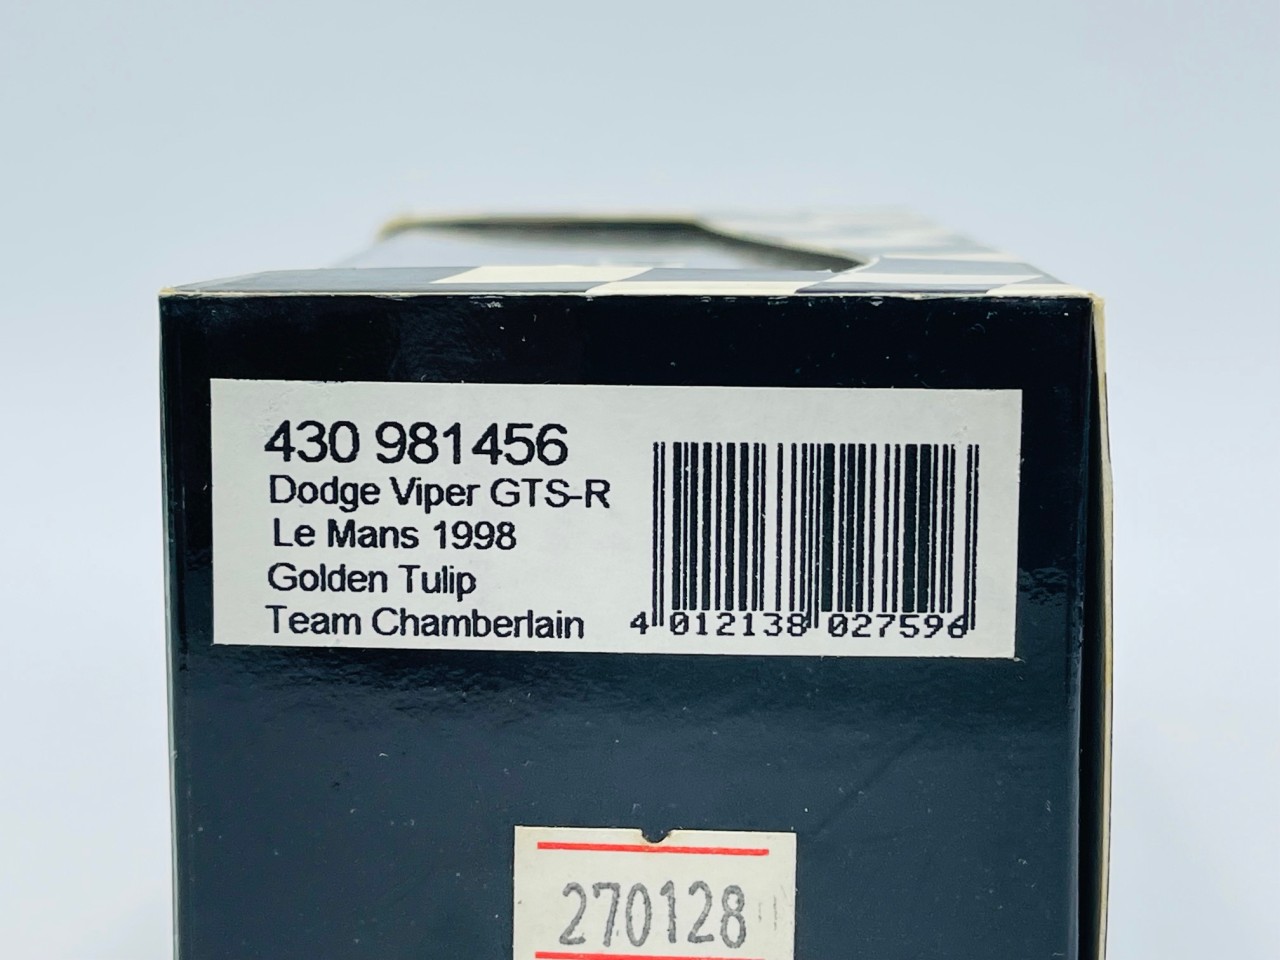 430 981456
Dodge Viper GTS-R
Le Mans 1998
Golden Tulip
Team Chamberlain
4 012138 027596
270128